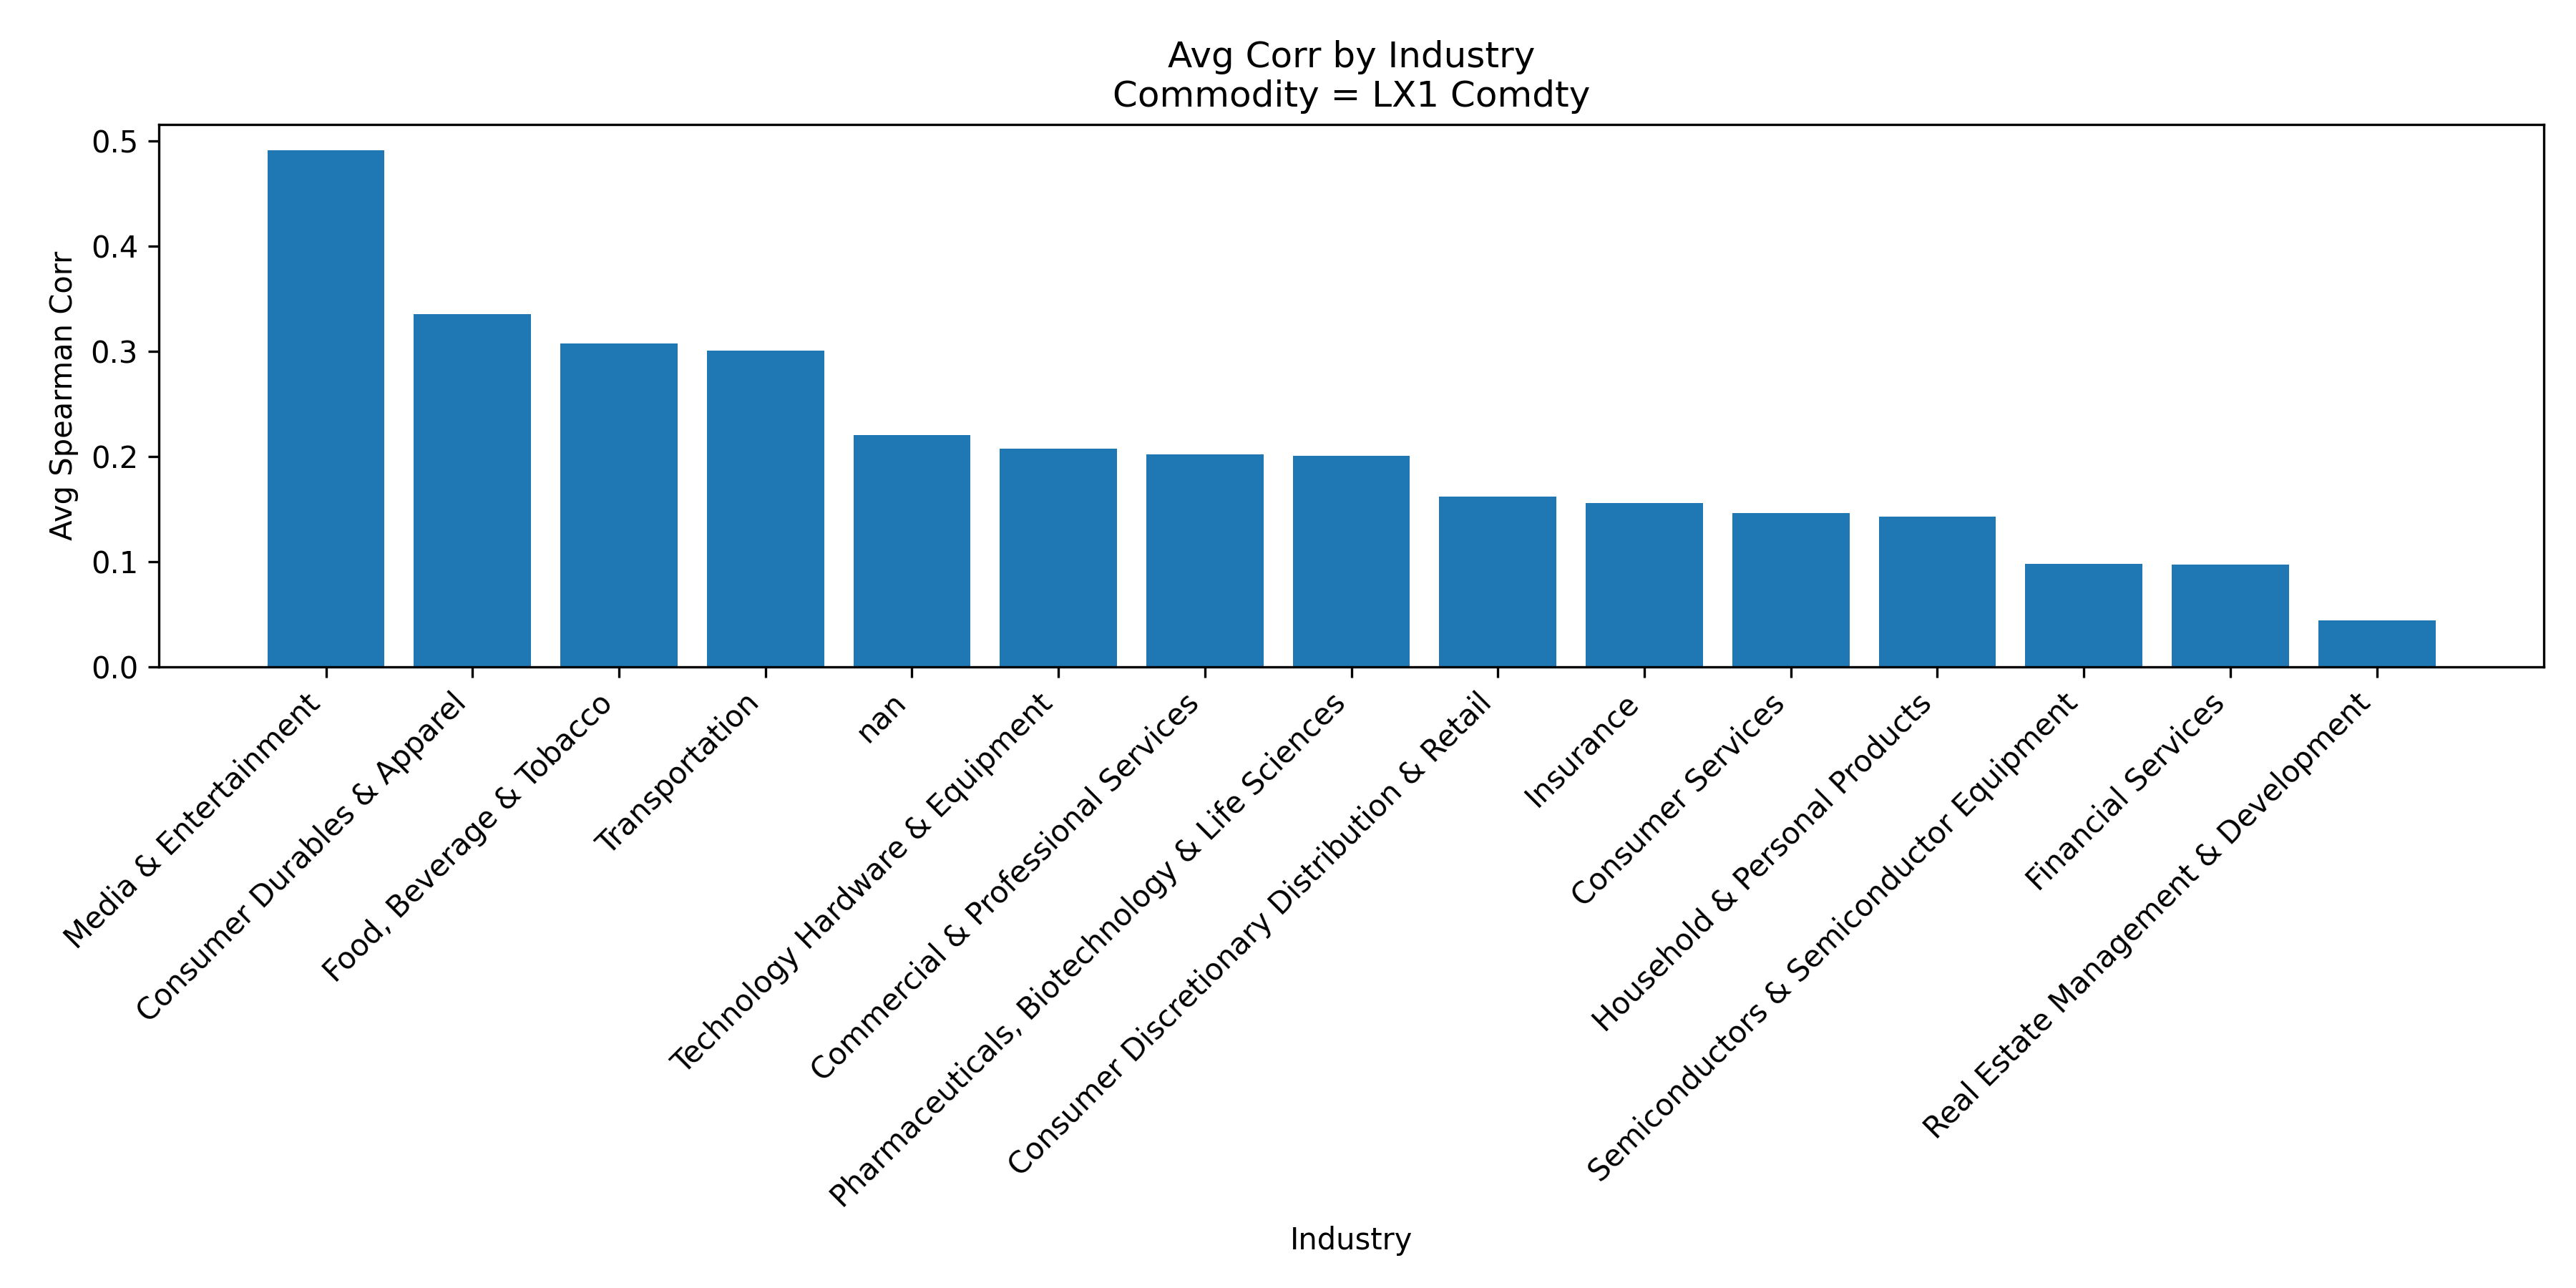 Avg Corr by Industry
Commodity = LX1 Comdty
Avg Spearman Corr
0.5
0.4
0.3
0.2
0.1
0.0
Media & Entertainment
Consumer Durables & Apparel
Food, Beverage & Tobacco
Transportation
nan
Technology Hardware & Equipment
Commercial & Professional Services
Pharmaceuticals, Biotechnology & Life Sciences
Consumer Discretionary Distribution & Retail
Insurance
Consumer Services
Household & Personal Products
Semiconductors & Semiconductor Equipment
Financial Services
Real Estate Management & Development
Industry